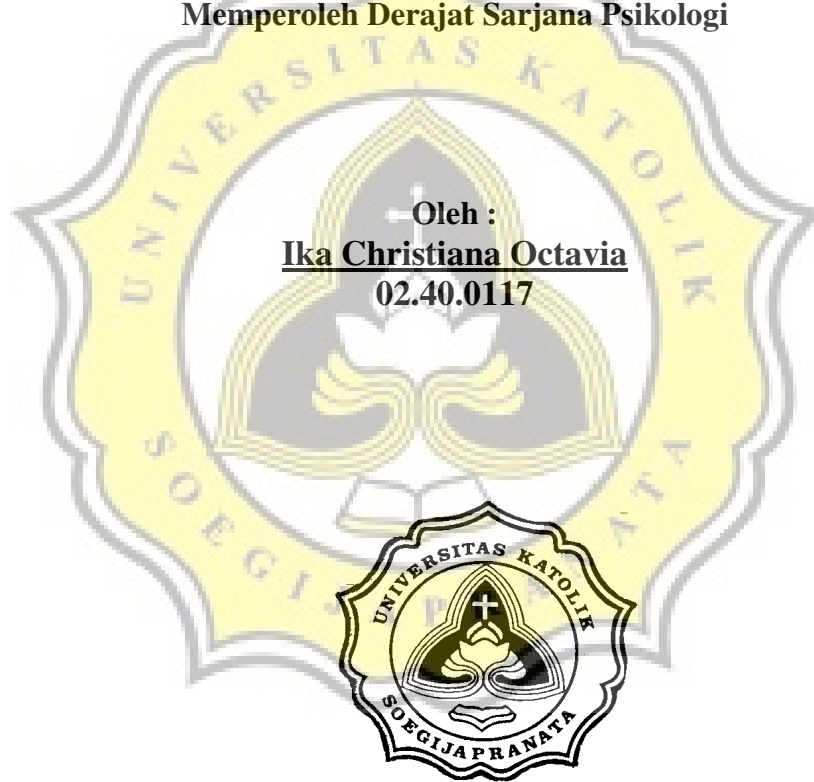 Memperoleh Derajat Sarjana Psikologi
UNIVERSITAS KATOLIK
Oleh :
Ika Christiana Octavia
02.40.0117
SOEGIJAPRANATA
UNIVERSITAS KATOLIK
SOEGIJAPRANATA